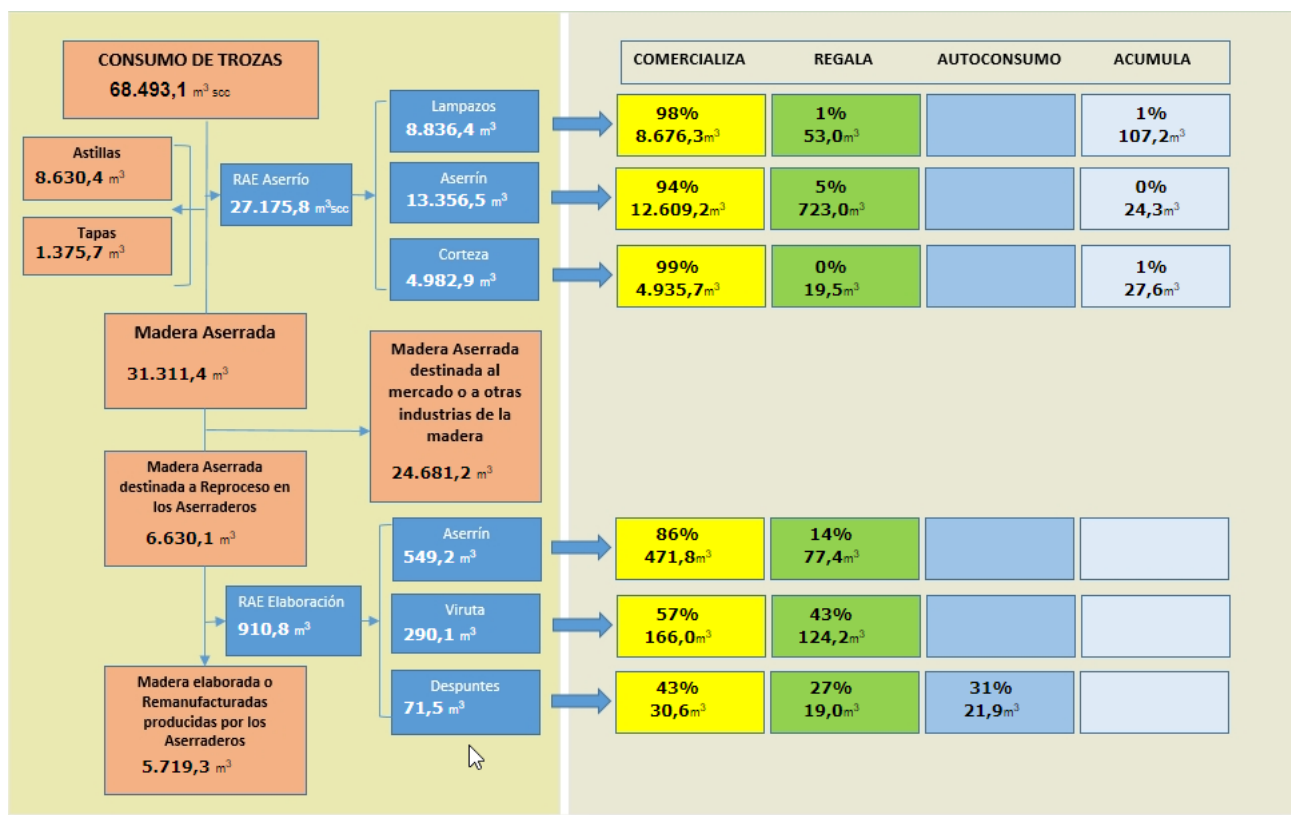 CONSUMO DE TROZAS
68.493,1 m³ scc
Astillas
8.630,4 m³
Tapas
1.375,7 m³
RAE Aserrío
27.175,8 m³scc
Lampazos
8.836,4 m³
Aserrín
13.356,5 m³
Corteza
4.982,9 m³
Madera Aserrada
31.311,4 m³
Madera Aserrada
destinada al
mercado o a otras
industrias de la
madera
24.681,2 m³
Madera Aserrada
destinada a Reproceso en
los Aserraderos
6.630,1 m³
RAE Elaboración
910,8 m³
Aserrín
549,2 m³
Viruta
290,1 m³
Despuntes
71,5 m³
Madera elaborada o
Remanufacturadas
producidas por los
Aserraderos
5.719,3 m³
COMERCIALIZA REGALA AUTOCONSUMO ACUMULA
98% 1% 1%
8.676,3m³ 53,0m³ 107,2m³
94% 5% 0%
12.609,2m³ 723,0m³ 24,3m³
99% 0% 1%
4.935,7m³ 19,5m³ 27,6m³
86% 14%
471,8m³ 77,4m³
57% 43%
166,0m³ 124,2m³
43% 27% 31%
30,6m³ 19,0m³ 21,9m³